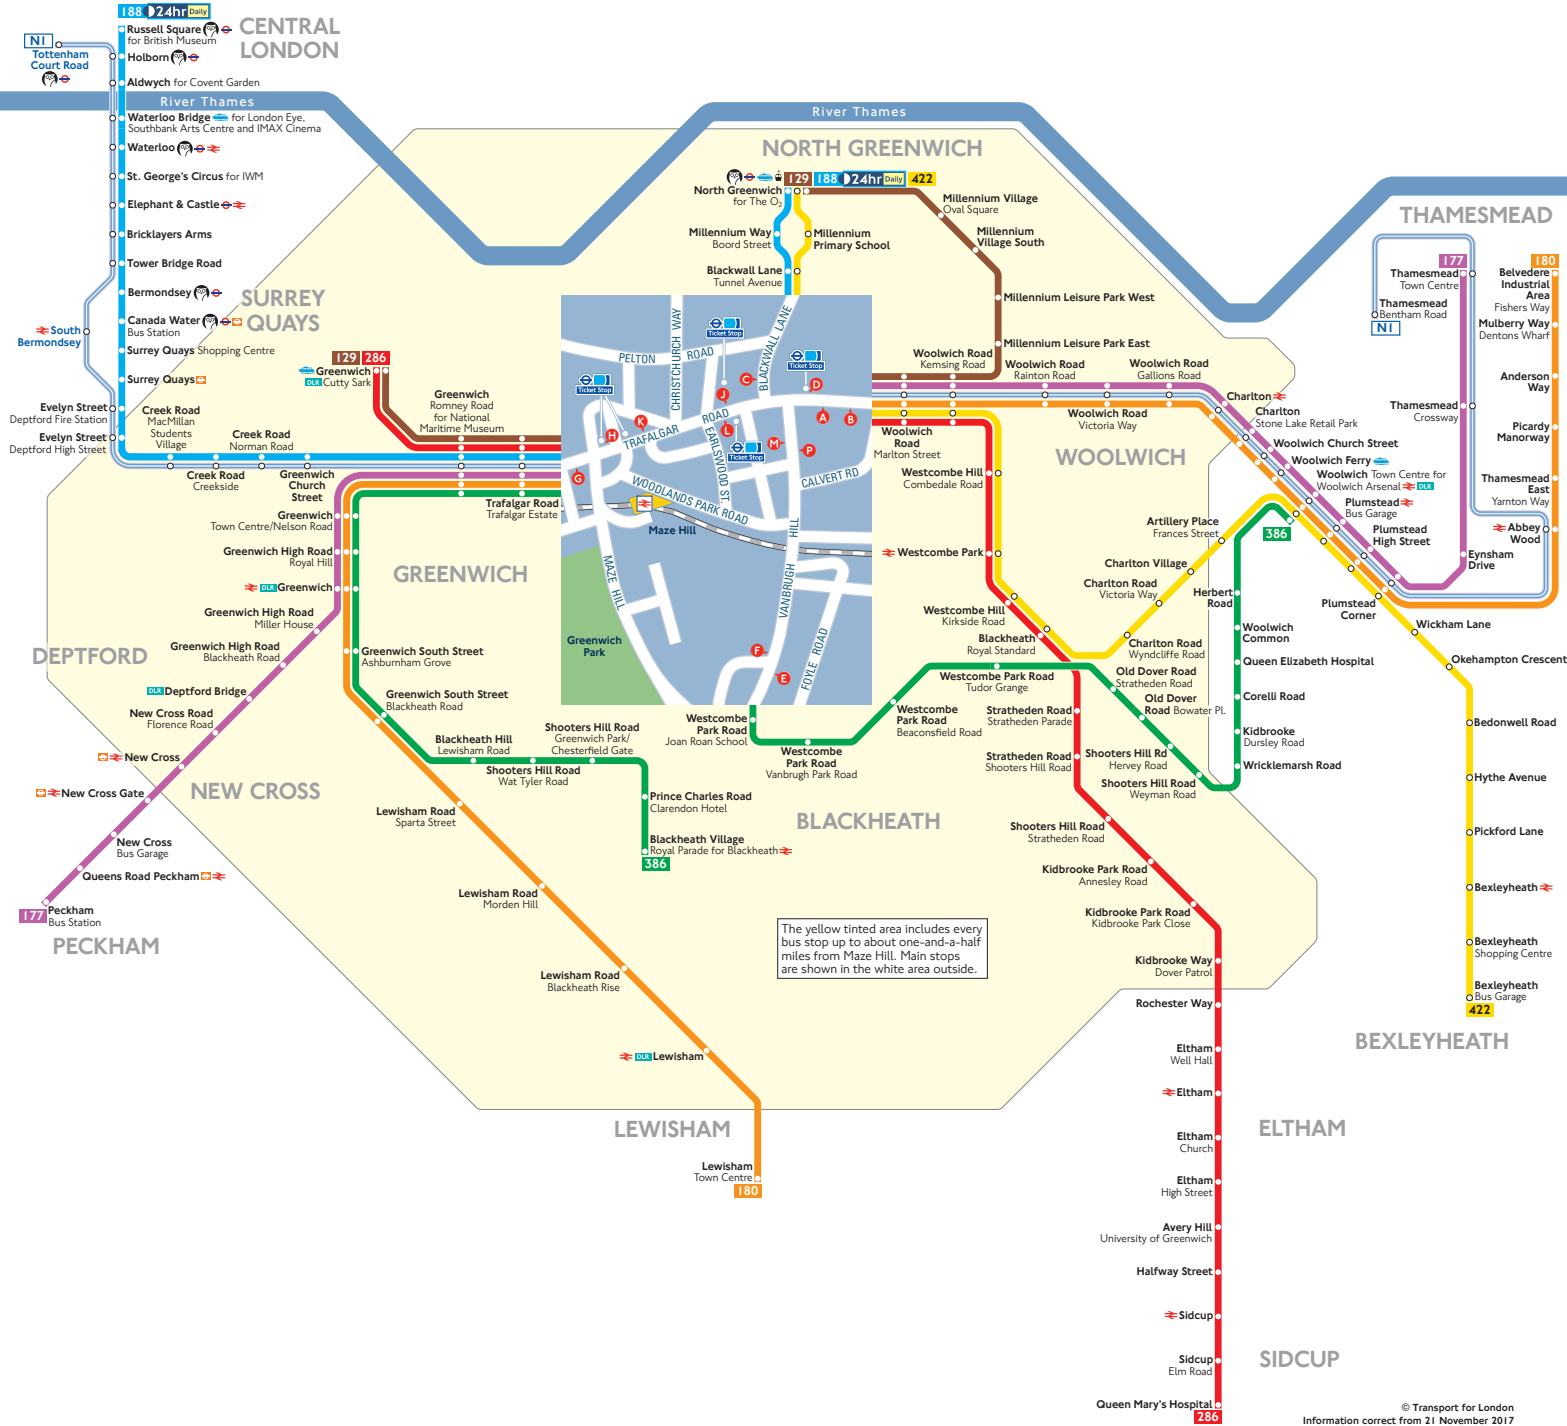 188 24hr Daily
CENTRAL
LONDON
Russell Square
for British Museum
N1
Tottenham
Court Road
Holborn
Aldwych for Covent Garden
River Thames
Waterloo Bridge for London Eye,
Southbank Arts Centre and IMAX Cinema
Waterloo
St. George's Circus for IWM
Elephant & Castle
Bricklayers Arms
Tower Bridge Road
Bermondsey
SURREY
QUAYS
Canada Water
Bus Station
South
Bermondsey
Surrey Quays Shopping Centre
Surrey Quays
Evelyn Street
Deptford Fire Station
Evelyn Street
Deptford High Street
Creek Road
MacMillan
Students
Village
Creek Road
Norman Road
Creek Road
Creekside
Greenwich
Church
Street
129 286
Greenwich
DLR Cutty Sark
Greenwich
Romney Road
for National
Maritime Museum
Trafalgar Road
Trafalgar Estate
Greenwich
Town Centre/Nelson Road
Greenwich High Road
Royal Hill
DLR Greenwich
Greenwich High Road
Miller House
Greenwich High Road
Blackheath Road
DLR Deptford Bridge
New Cross Road
Florence Road
New Cross
New Cross Gate
New Cross
Bus Garage
Queens Road Peckham
177
Peckham
Bus Station
PECKHAM
DEPTFORD
NEW CROSS
GREENWICH
Greenwich South Street
Ashburnham Grove
Greenwich South Street
Blackheath Road
Blackheath Hill
Lewisham Road
Shooters Hill Road
Wat Tyler Road
Shooters Hill Road
Greenwich Park/
Chesterfield Gate
Prince Charles Road
Clarendon Hotel
Blackheath Village
Royal Parade for Blackheath
386
Lewisham Road
Sparta Street
Lewisham Road
Morden Hill
Lewisham Road
Blackheath Rise
DLR Lewisham
LEWISHAM
Lewisham
Town Centre
180
River Thames
NORTH GREENWICH
129 188 24hr Daily 422
North Greenwich
for The O2
Millennium Way
Boord Street
Millennium
Primary School
Blackwall Lane
Tunnel Avenue
Millennium Village
Oval Square
Millennium
Village South
Millennium Leisure Park West
Millennium Leisure Park East
PELTON ROAD
CHRISTCHURCH WAY
BLACKWALL LANE
TRAFALGAR ROAD
EARLSWOOD ST.
WOODLANDS PARK ROAD
CALVERT RD
MAZE HILL
VANBRUGH HILL
FOYLE ROAD
Ticket Stop
Ticket Stop
Ticket Stop
Ticket Stop
C
D
J
A
B
K
H
L
M
P
G
F
E
Maze Hill
Greenwich
Park
Woolwich Road
Kemsing Road
Woolwich Road
Rainton Road
Woolwich Road
Gallions Road
Woolwich Road
Victoria Way
Woolwich
Road
Marlton Street
WOOLWICH
Westcombe Hill
Combedale Road
Westcombe Park
Westcombe Hill
Kirkside Road
Blackheath
Royal Standard
Westcombe Park Road
Tudor Grange
Westcombe
Park Road
Beaconsfield Road
Westcombe
Park Road
Joan Roan School
Westcombe
Park Road
Vanbrugh Park Road
Stratheden Road
Stratheden Parade
Stratheden Road
Shooters Hill Road
BLACKHEATH
Shooters Hill Road
Stratheden Road
Kidbrooke Park Road
Annesley Road
Kidbrooke Park Road
Kidbrooke Park Close
Kidbrooke Way
Dover Patrol
Rochester Way
Eltham
Well Hall
Eltham
Eltham
Church
Eltham
High Street
ELTHAM
Avery Hill
University of Greenwich
Halfway Street
Sidcup
Sidcup
Elm Road
SIDCUP
Queen Mary's Hospital
286
Old Dover Road
Stratheden Road
Old Dover
Road Bowater Pl.
Shooters Hill Rd
Hervey Road
Shooters Hill Road
Weyman Road
Wricklemarsh Road
Kidbrooke
Dursley Road
Corelli Road
Queen Elizabeth Hospital
Woolwich
Common
Herbert
Road
386
Charlton Road
Wyndcliffe Road
Charlton Road
Victoria Way
Charlton Village
Artillery Place
Frances Street
Charlton
Charlton
Stone Lake Retail Park
Woolwich Church Street
Woolwich Ferry
Woolwich Town Centre for
Woolwich Arsenal DLR
Plumstead
Bus Garage
Plumstead
High Street
Plumstead
Corner
Wickham Lane
Okehampton Crescent
Bedonwell Road
Hythe Avenue
Pickford Lane
Bexleyheath
Bexleyheath
Shopping Centre
Bexleyheath
Bus Garage
422
BEXLEYHEATH
THAMESMEAD
177
180
Thamesmead
Town Centre
Thamesmead
Bentham Road
N1
Thamesmead
Crossway
Eynsham
Drive
Belvedere
Industrial
Area
Fishers Way
Mulberry Way
Dentons Wharf
Anderson
Way
Picardy
Manorway
Thamesmead
East
Yarnton Way
Abbey
Wood
The yellow tinted area includes every
bus stop up to about one-and-a-half
miles from Maze Hill. Main stops
are shown in the white area outside.
© Transport for London
Information correct from 21 November 2017